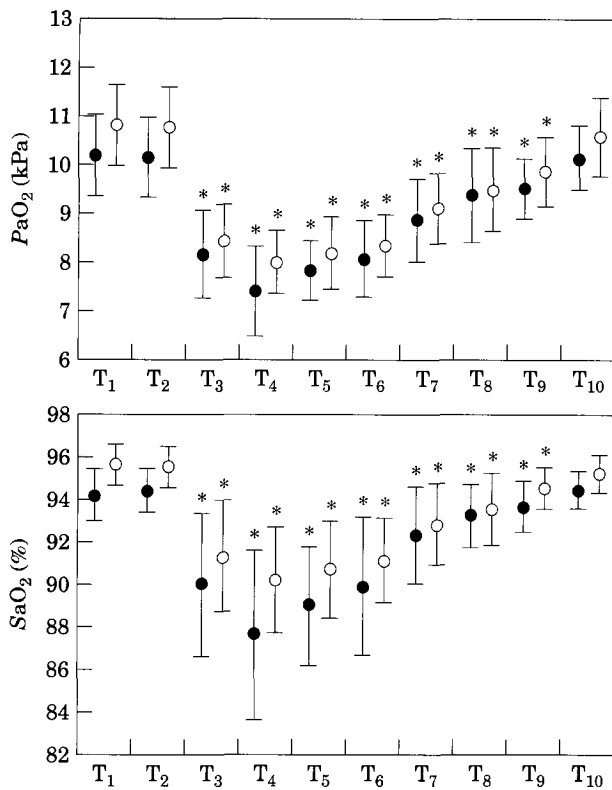 13
12
11
10
9
8
7
6
PaO₂ (kPa)
* * * * * * * * * * * * * *
T₁ T₂ T₃ T₄ T₅ T₆ T₇ T₈ T₉ T₁₀
98
96
94
92
90
88
86
84
82
SaO₂ (%)
* * * * * * * * * * * * * *
T₁ T₂ T₃ T₄ T₅ T₆ T₇ T₈ T₉ T₁₀